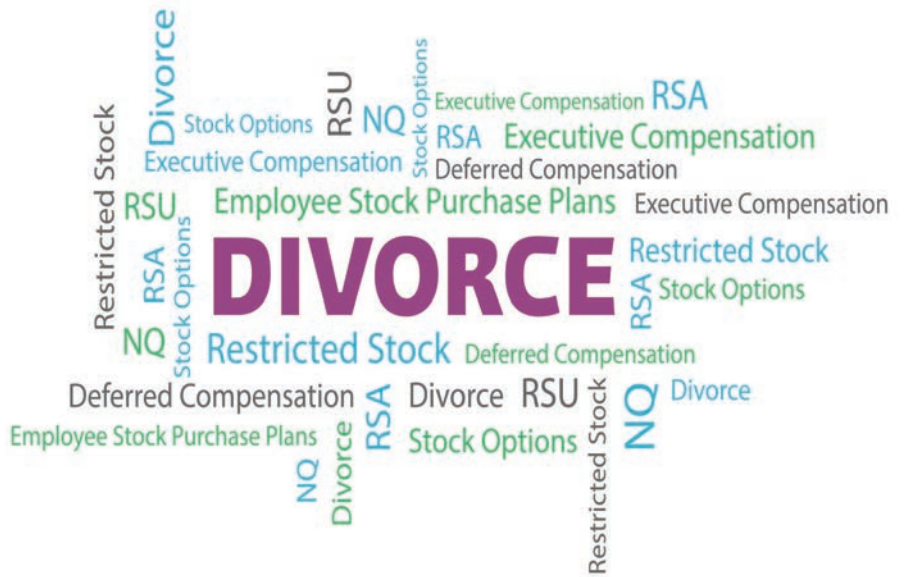 Divorce
Stock Options
RSU
NQ
Stock Options
Executive Compensation
RSA
RSA
Executive Compensation
Restricted Stock
Executive Compensation
Deferred Compensation
RSU
Employee Stock Purchase Plans
Executive Compensation
RSA
Stock Options
DIVORCE
Restricted Stock
RSA
Stock Options
NQ
Restricted Stock
Deferred Compensation
Deferred Compensation
RSA
Divorce
RSU
Restricted Stock
NQ
Divorce
Employee Stock Purchase Plans
NQ
Divorce
Stock Options